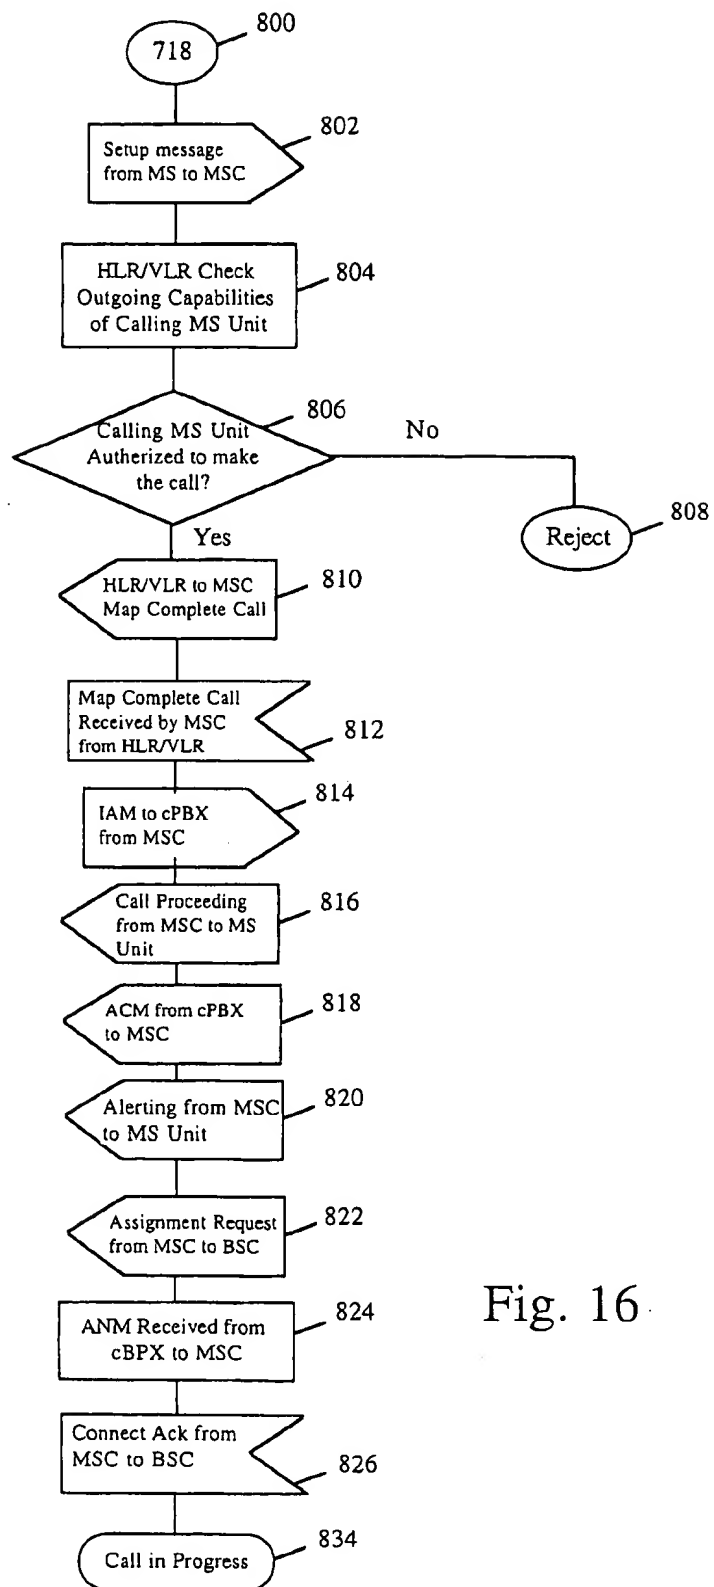 800
718
802
Setup message
from MS to MSC
HLR/VLR Check
Outgoing Capabilities
of Calling MS Unit
804
806
Calling MS Unit
Autherized to make
the call?
No
Yes
Reject
808
HLR/VLR to MSC
Map Complete Call
810
Map Complete Call
Received by MSC
from HLR/VLR
812
814
IAM to cPBX
from MSC
Call Proceeding
from MSC to MS
Unit
816
ACM from cPBX
to MSC
818
Alerting from MSC
to MS Unit
820
Assignment Request
from MSC to BSC
822
ANM Received from
cBPX to MSC
824
Fig. 16
Connect Ack from
MSC to BSC
826
Call in Progress
834